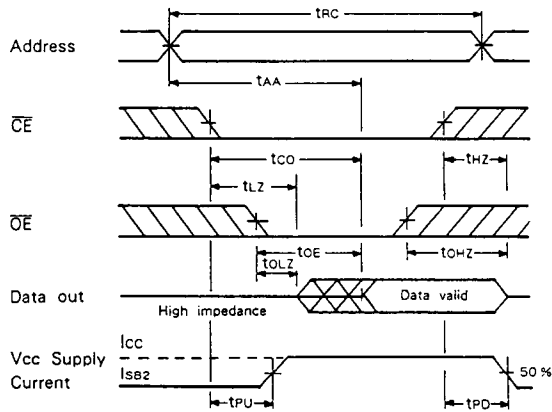 tRC
Address
tAA
CE
tCO
tHZ
tLZ
OE
tOE
tOHZ
tOLZ
Data out
Data valid
High impedance
ICC
Vcc Supply
Current
ISB2
50 %
tPU
tPD